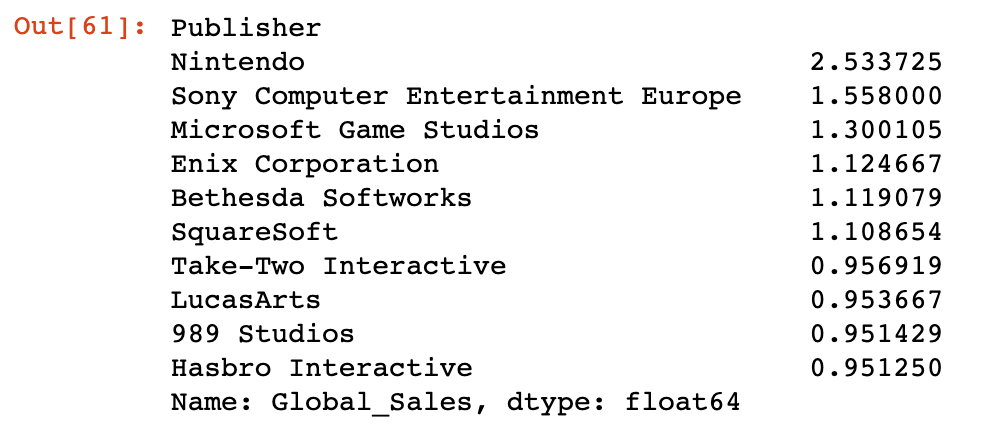 Out[61]: Publisher
Nintendo 2.533725
Sony Computer Entertainment Europe 1.558000
Microsoft Game Studios 1.300105
Enix Corporation 1.124667
Bethesda Softworks 1.119079
SquareSoft 1.108654
Take-Two Interactive 0.956919
LucasArts 0.953667
989 Studios 0.951429
Hasbro Interactive 0.951250
Name: Global_Sales, dtype: float64